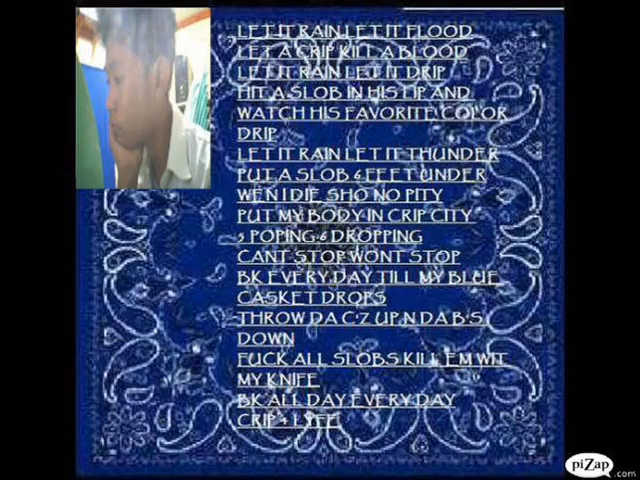 LET IT RAIN LET IT FLOOD
LET A CRIP KILL A BLOOD
LET IT RAIN LET IT DRIP
HIT A SLOB IN HIS LIP AND
WATCH HIS FAVORITE COLOR
DRIP
LET IT RAIN LET IT THUNDER
PUT A SLOB 6 FEET UNDER
WEN I DIE SHO NO PITY
PUT MY BODY IN CRIP CITY
5 POPING 6 DROPPING
CANT STOP WONT STOP
BK EVERY DAY TILL MY BLUE
CASKET DROPS
THROW DA C'Z UP N DA B'S
DOWN
FUCK ALL SLOBS KILL EM WIT
MY KNIFE
BK ALL DAY EVERY DAY
CRIP 4 LYFE
piZap
.com